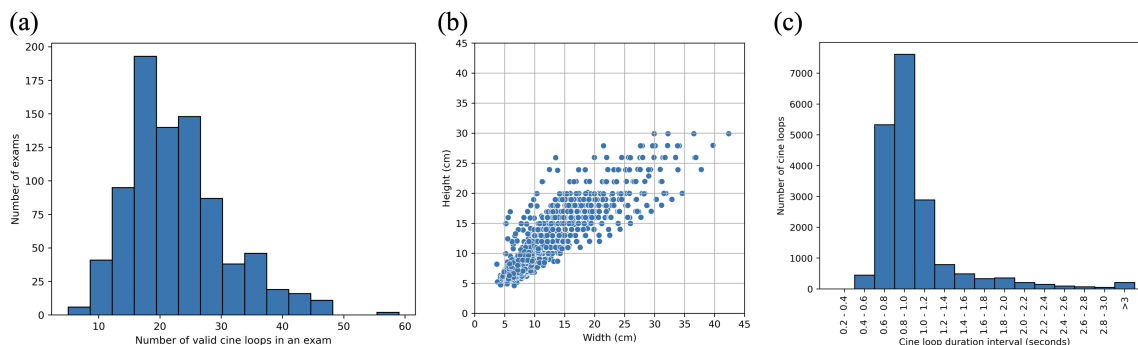 (a)
200
175
150
125
100
75
50
25
0
10 20 30 40 50 60
Number of exams
Number of valid cine loops in an exam
(b)
45
40
35
30
25
20
15
10
5
0
0 5 10 15 20 25 30 35 40 45
Height (cm)
Width (cm)
(c)
7000
6000
5000
4000
3000
2000
1000
0
Number of cine loops
0.2 - 0.4
0.4 - 0.6
0.6 - 0.8
0.8 - 1.0
1.0 - 1.2
1.2 - 1.4
1.4 - 1.6
1.6 - 1.8
1.8 - 2.0
2.0 - 2.2
2.2 - 2.4
2.4 - 2.6
2.6 - 2.8
2.8 - 3.0
>3
Cine loop duration interval (seconds)